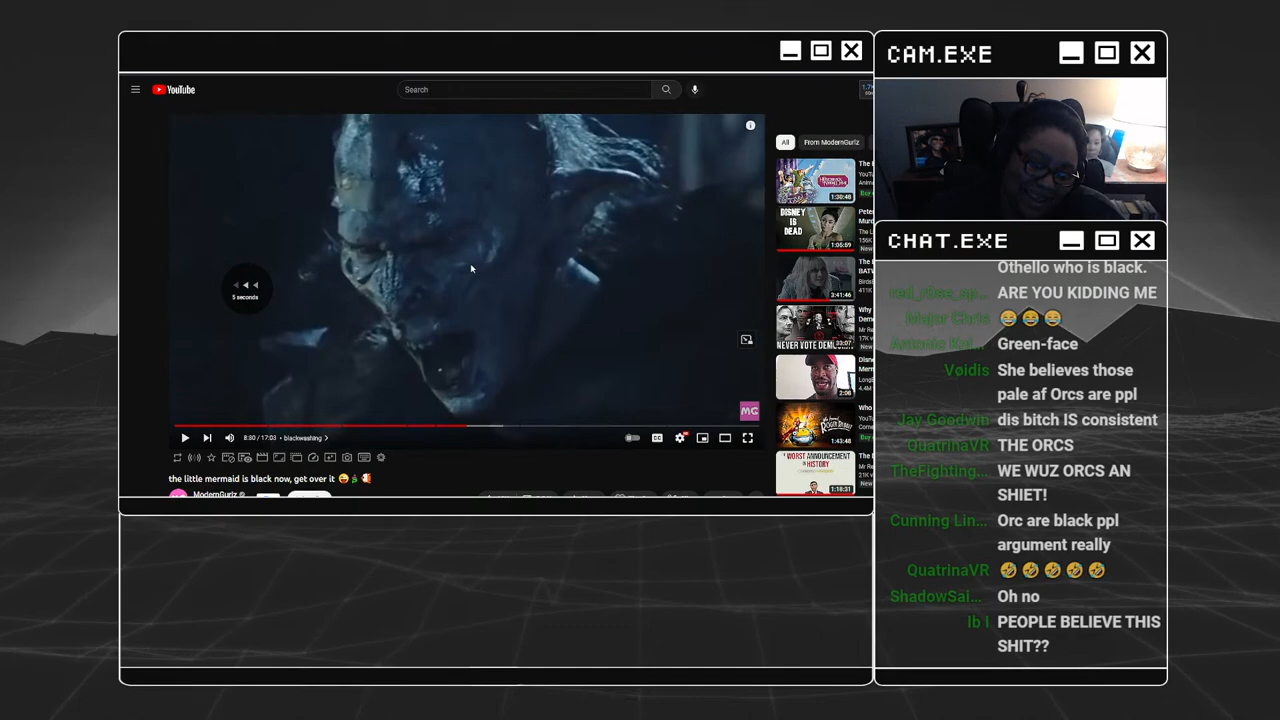 CAM.EXE
YouTube
Search
All
From ModernGurlz
1:30:48
DISNEY
IS
DEAD
1:05:59
3:41:46
NEVER VOTE
33:07
2:08
1:43:48
WORST ANNOUNCEMENT
IN HISTORY
1:18:31
5 seconds
MG
8:30 / 17:03 • blackwashing >
CC
the little mermaid is black now, get over it 😜🧜🏾
ModernGurlz
CHAT.EXE
Othello who is black.
ARE YOU KIDDING ME
Major Chris 😂 😂 😂
Green-face
Vøidis She believes those
pale af Orcs are ppl
Jay Goodwin dis bitch IS consistent
QuatrinaVR THE ORCS
TheFighting... WE WUZ ORCS AN
SHIET!
Cunning Lin... Orc are black ppl
argument really
QuatrinaVR 🤣 🤣 🤣 🤣 🤣
ShadowSai... Oh no
Ib I PEOPLE BELIEVE THIS
SHIT??